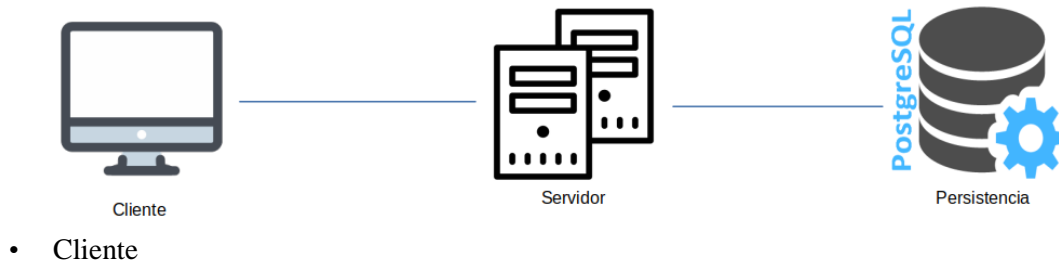 PostgreSQL
Cliente
Servidor
Persistencia
• Cliente